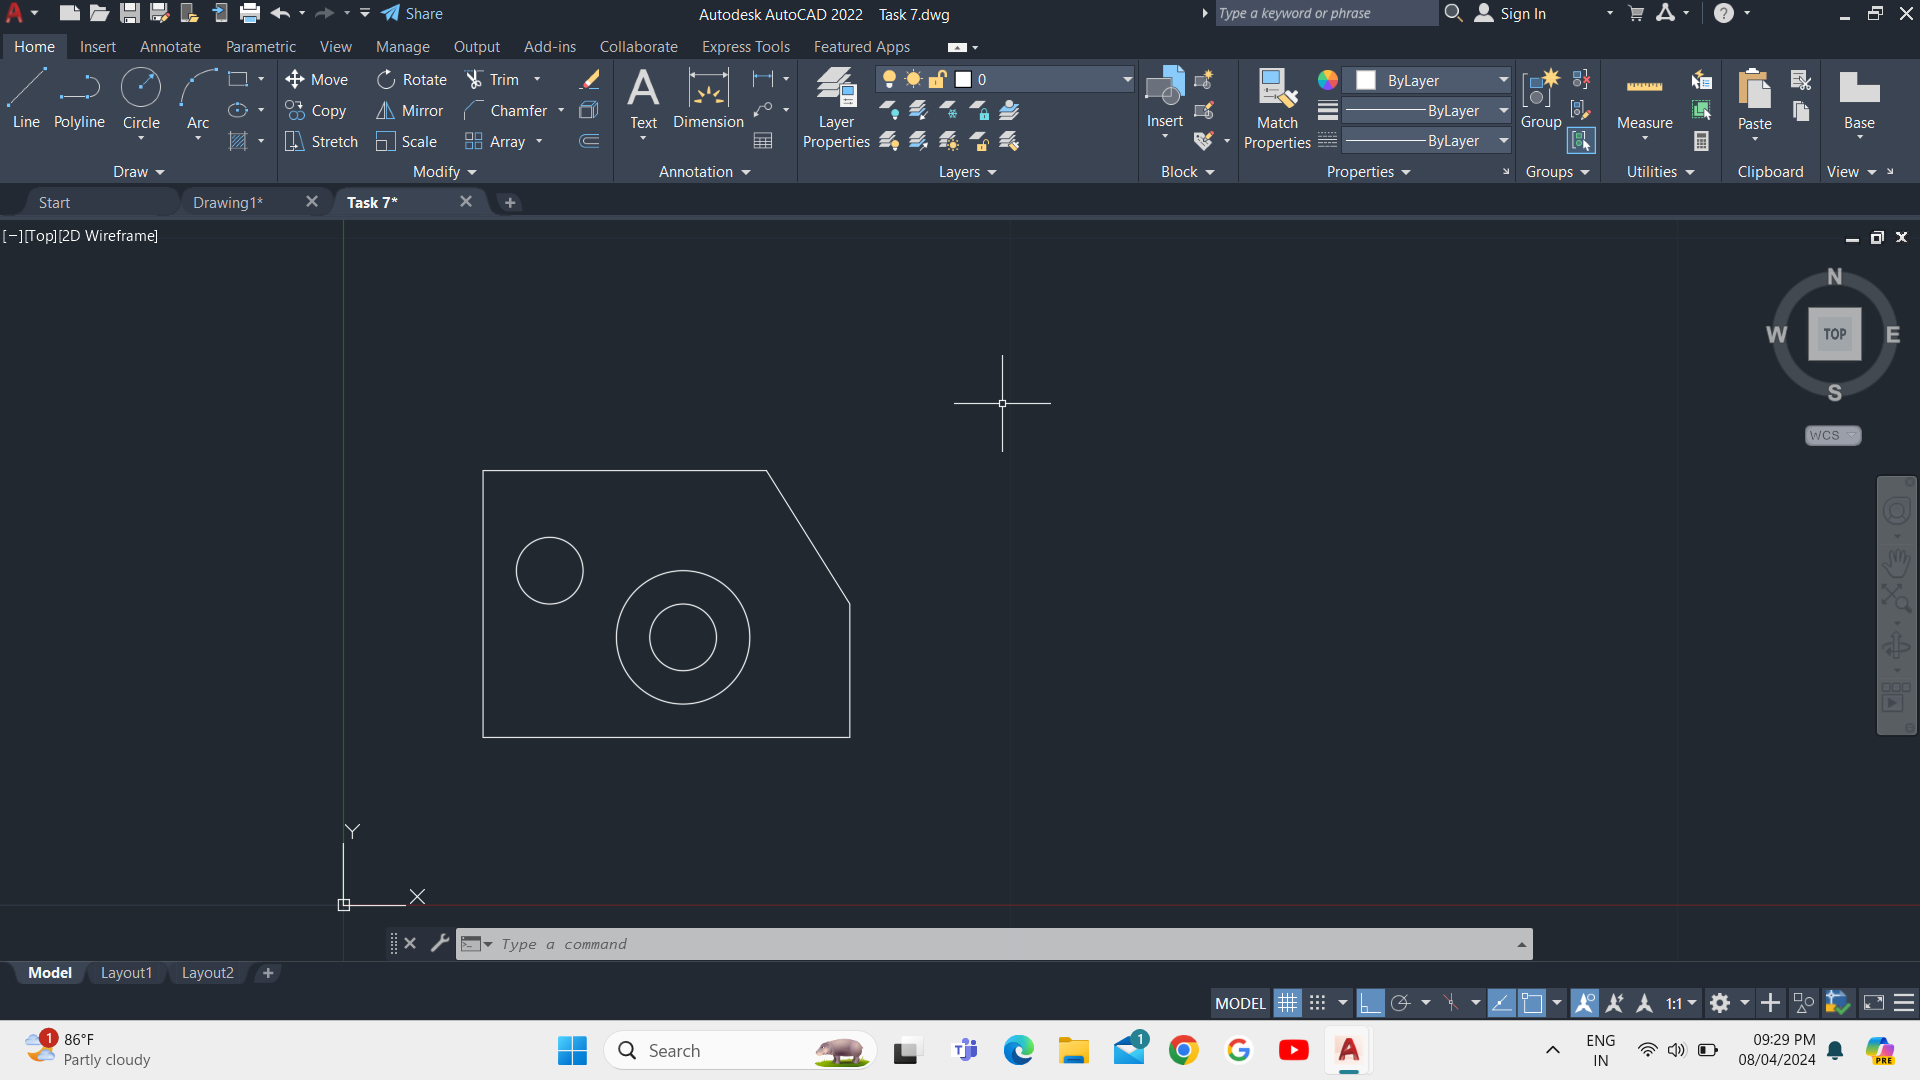 Share
Autodesk AutoCAD 2022 Task 7.dwg
Type a keyword or phrase
Sign In
Home Insert Annotate Parametric View Manage Output Add-ins Collaborate Express Tools Featured Apps
Line Polyline Circle Arc
Move Rotate Trim
Copy Mirror Chamfer
Stretch Scale Array
Text Dimension
Layer Properties
0
Insert
Match Properties
ByLayer
ByLayer
ByLayer
Group
Measure
Paste
Base
Draw Modify Annotation Layers Block Properties Groups Utilities Clipboard View
Start Drawing1* Task 7*
[−][Top][2D Wireframe]
N
W TOP E
S
WCS
Y
X
Type a command
Model Layout1 Layout2
MODEL 1:1
1 86°F
Partly cloudy
Search
1
ENG
IN
09:29 PM
08/04/2024
PRE